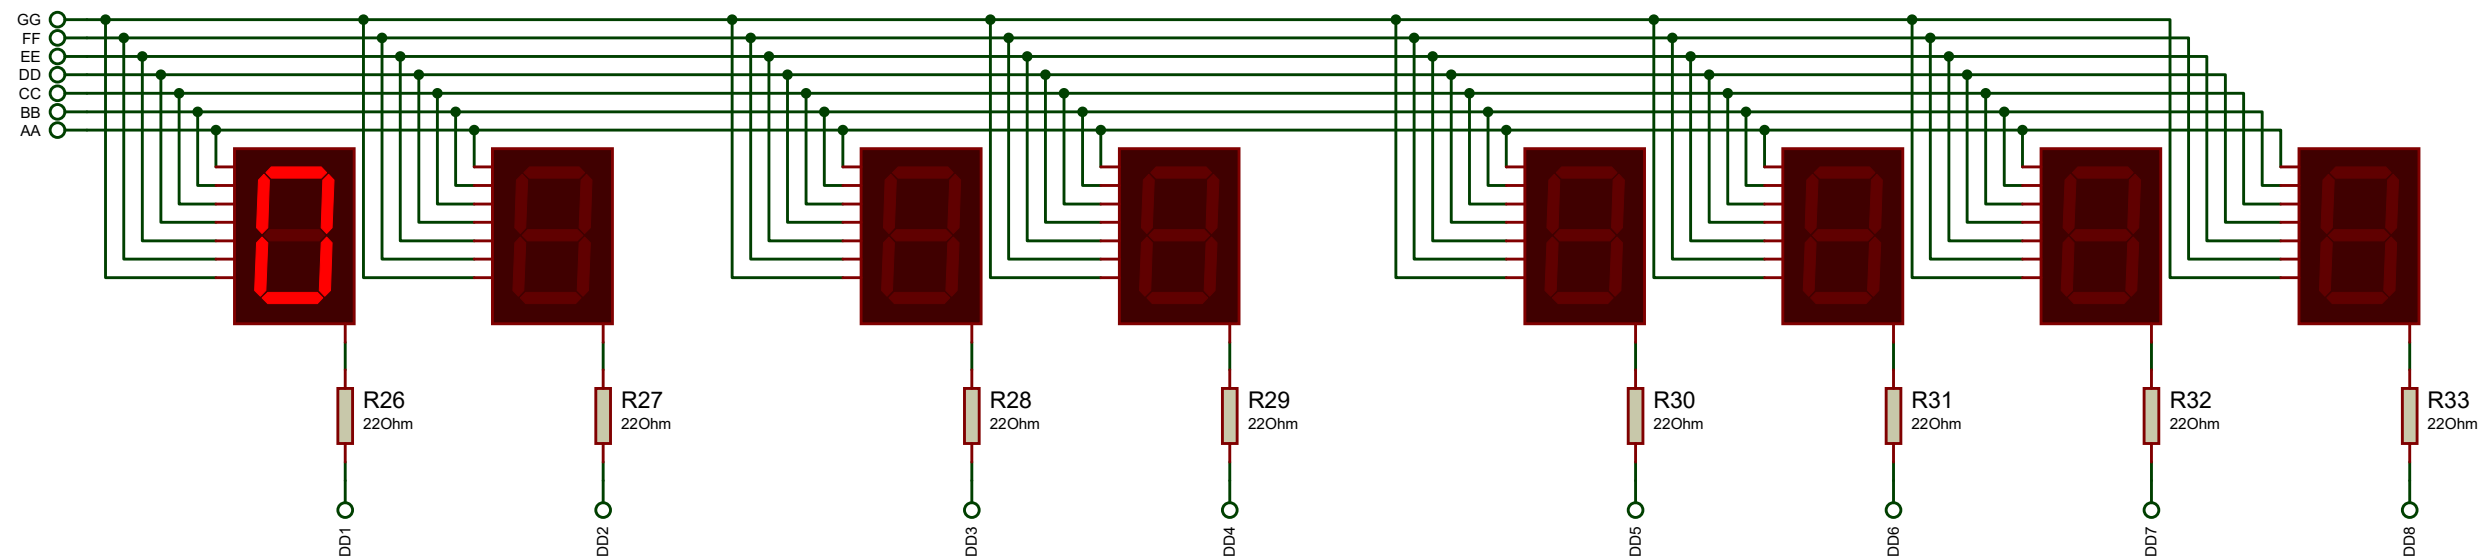 GG
FF
EE
DD
CC
BB
AA
R26
22Ohm
R27
22Ohm
R28
22Ohm
R29
22Ohm
R30
22Ohm
R31
22Ohm
R32
22Ohm
R33
22Ohm
DD1
DD2
DD3
DD4
DD5
DD6
DD7
DD8